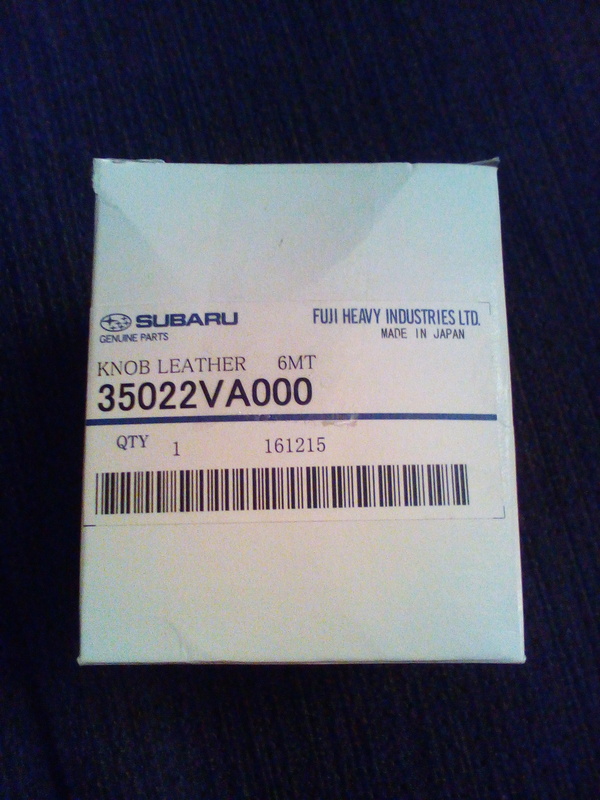 SUBARU
GENUINE PARTS
FUJI HEAVY INDUSTRIES LTD.
MADE IN JAPAN
KNOB LEATHER 6MT
35022VA000
QTY 1 161215